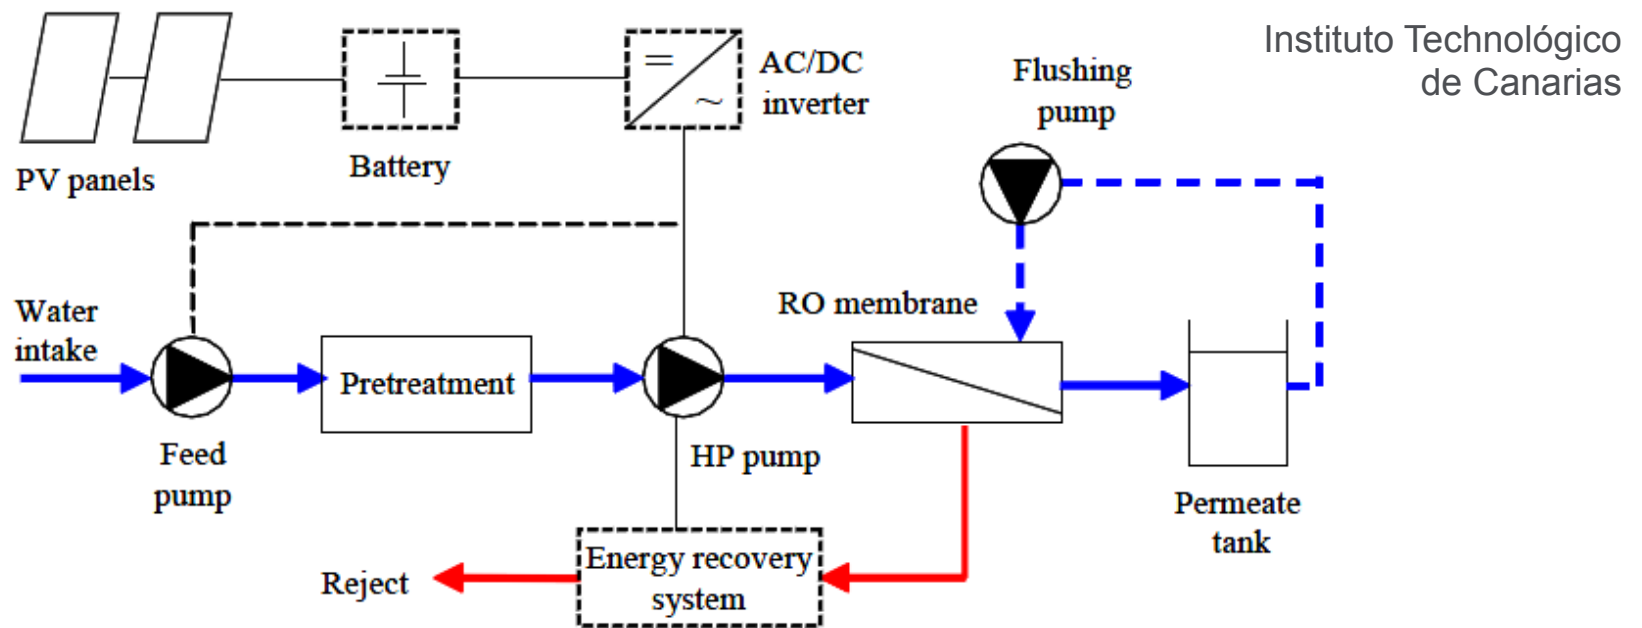 Instituto Technológico
de Canarias
AC/DC
inverter
Flushing
pump
PV panels
Battery
Water
intake
RO membrane
Pretreatment
Feed
pump
HP pump
Permeate
tank
Energy recovery
system
Reject